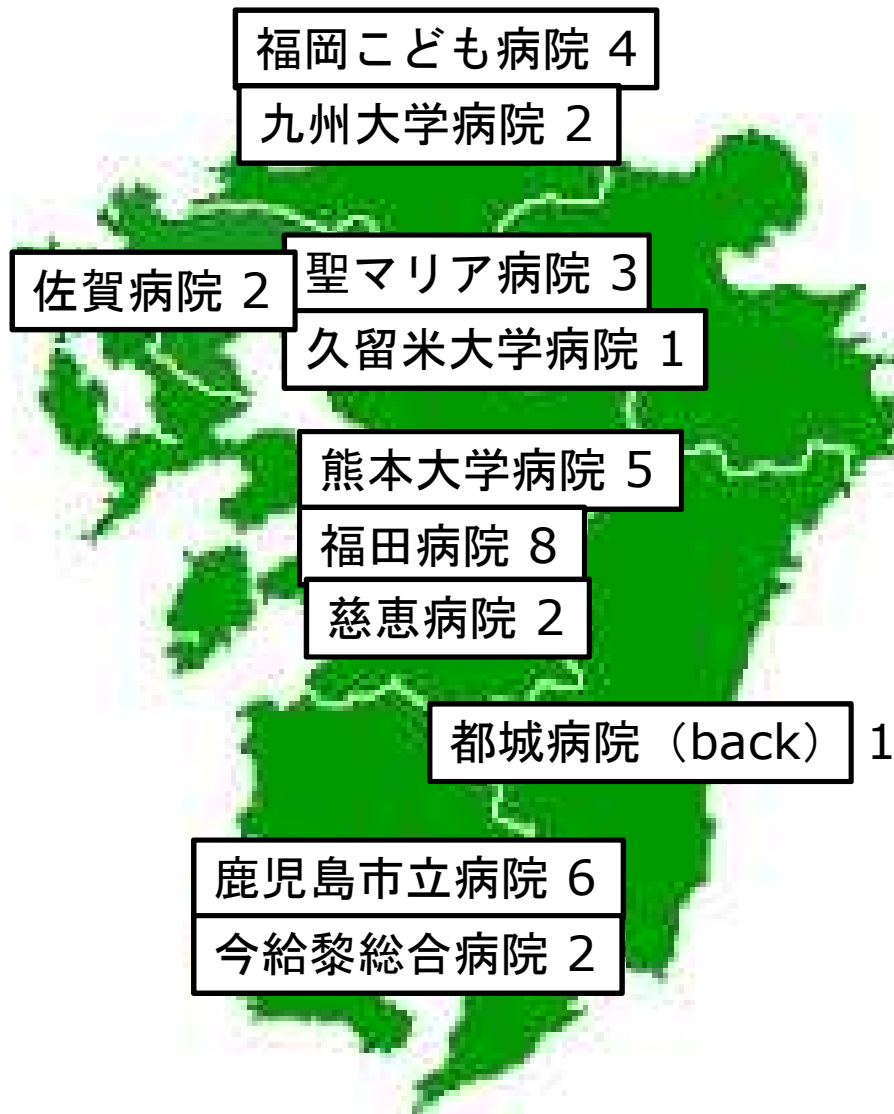 福岡こども病院 4
九州大学病院 2
聖マリア病院 3
佐賀病院 2
久留米大学病院 1
熊本大学病院 5
福田病院 8
慈恵病院 2
都城病院（back） 1
鹿児島市立病院 6
今給黎総合病院 2